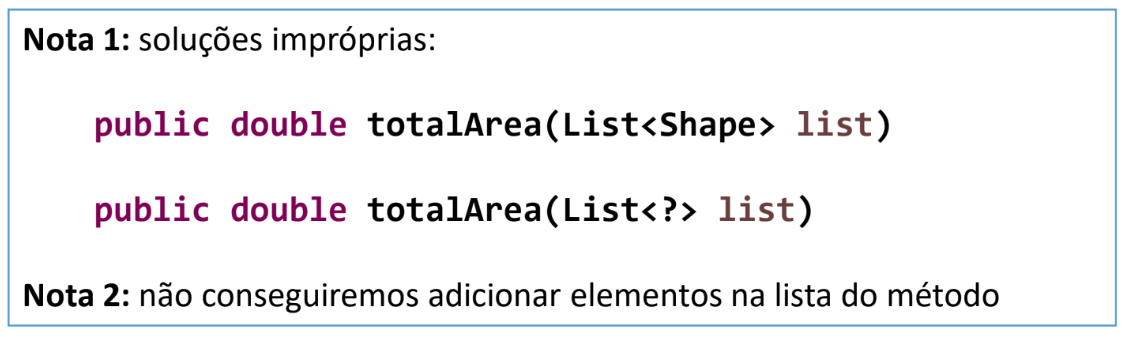 Nota 1: soluções impróprias:
public double totalArea(List<Shape> list)
public double totalArea(List<?> list)
Nota 2: não conseguiremos adicionar elementos na lista do método